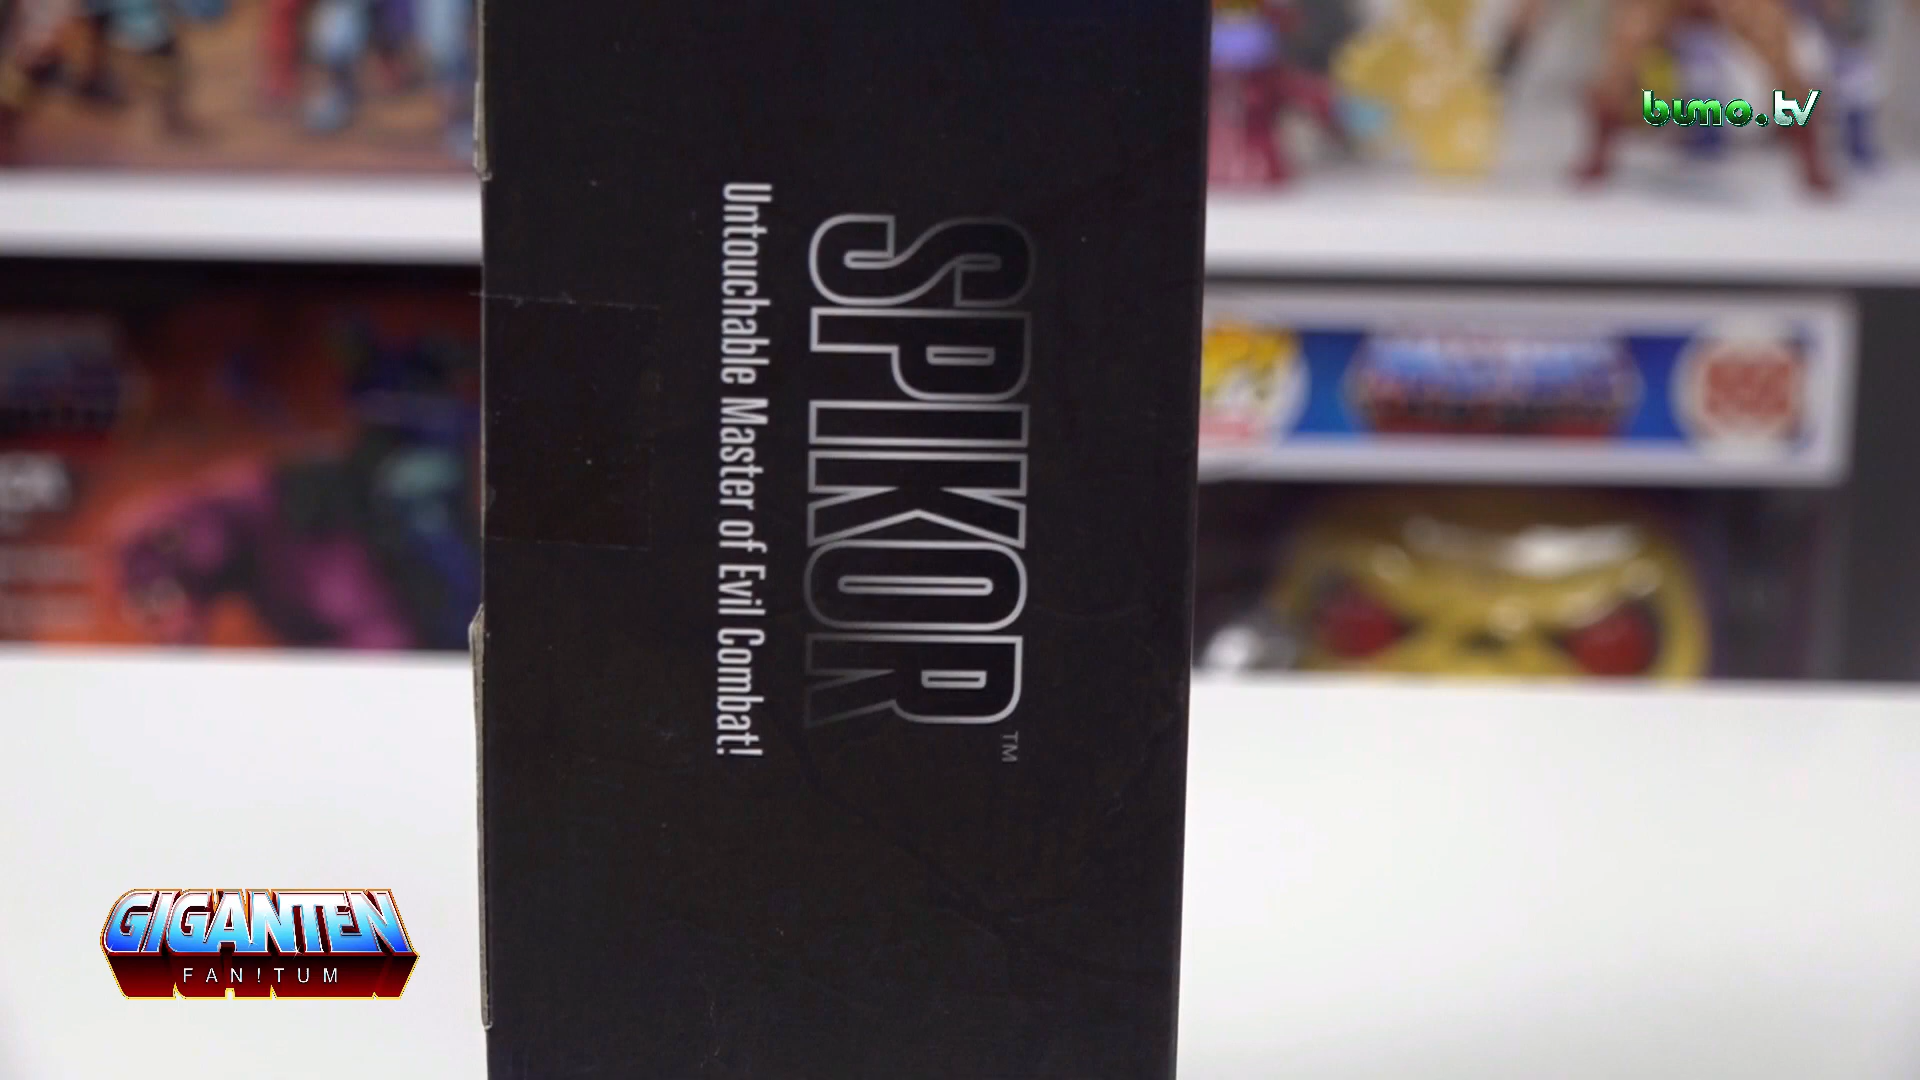 bumo.tv
SPIKOR™
Untouchable Master of Evil Combat!
GIGANTEN
FAN!TUM